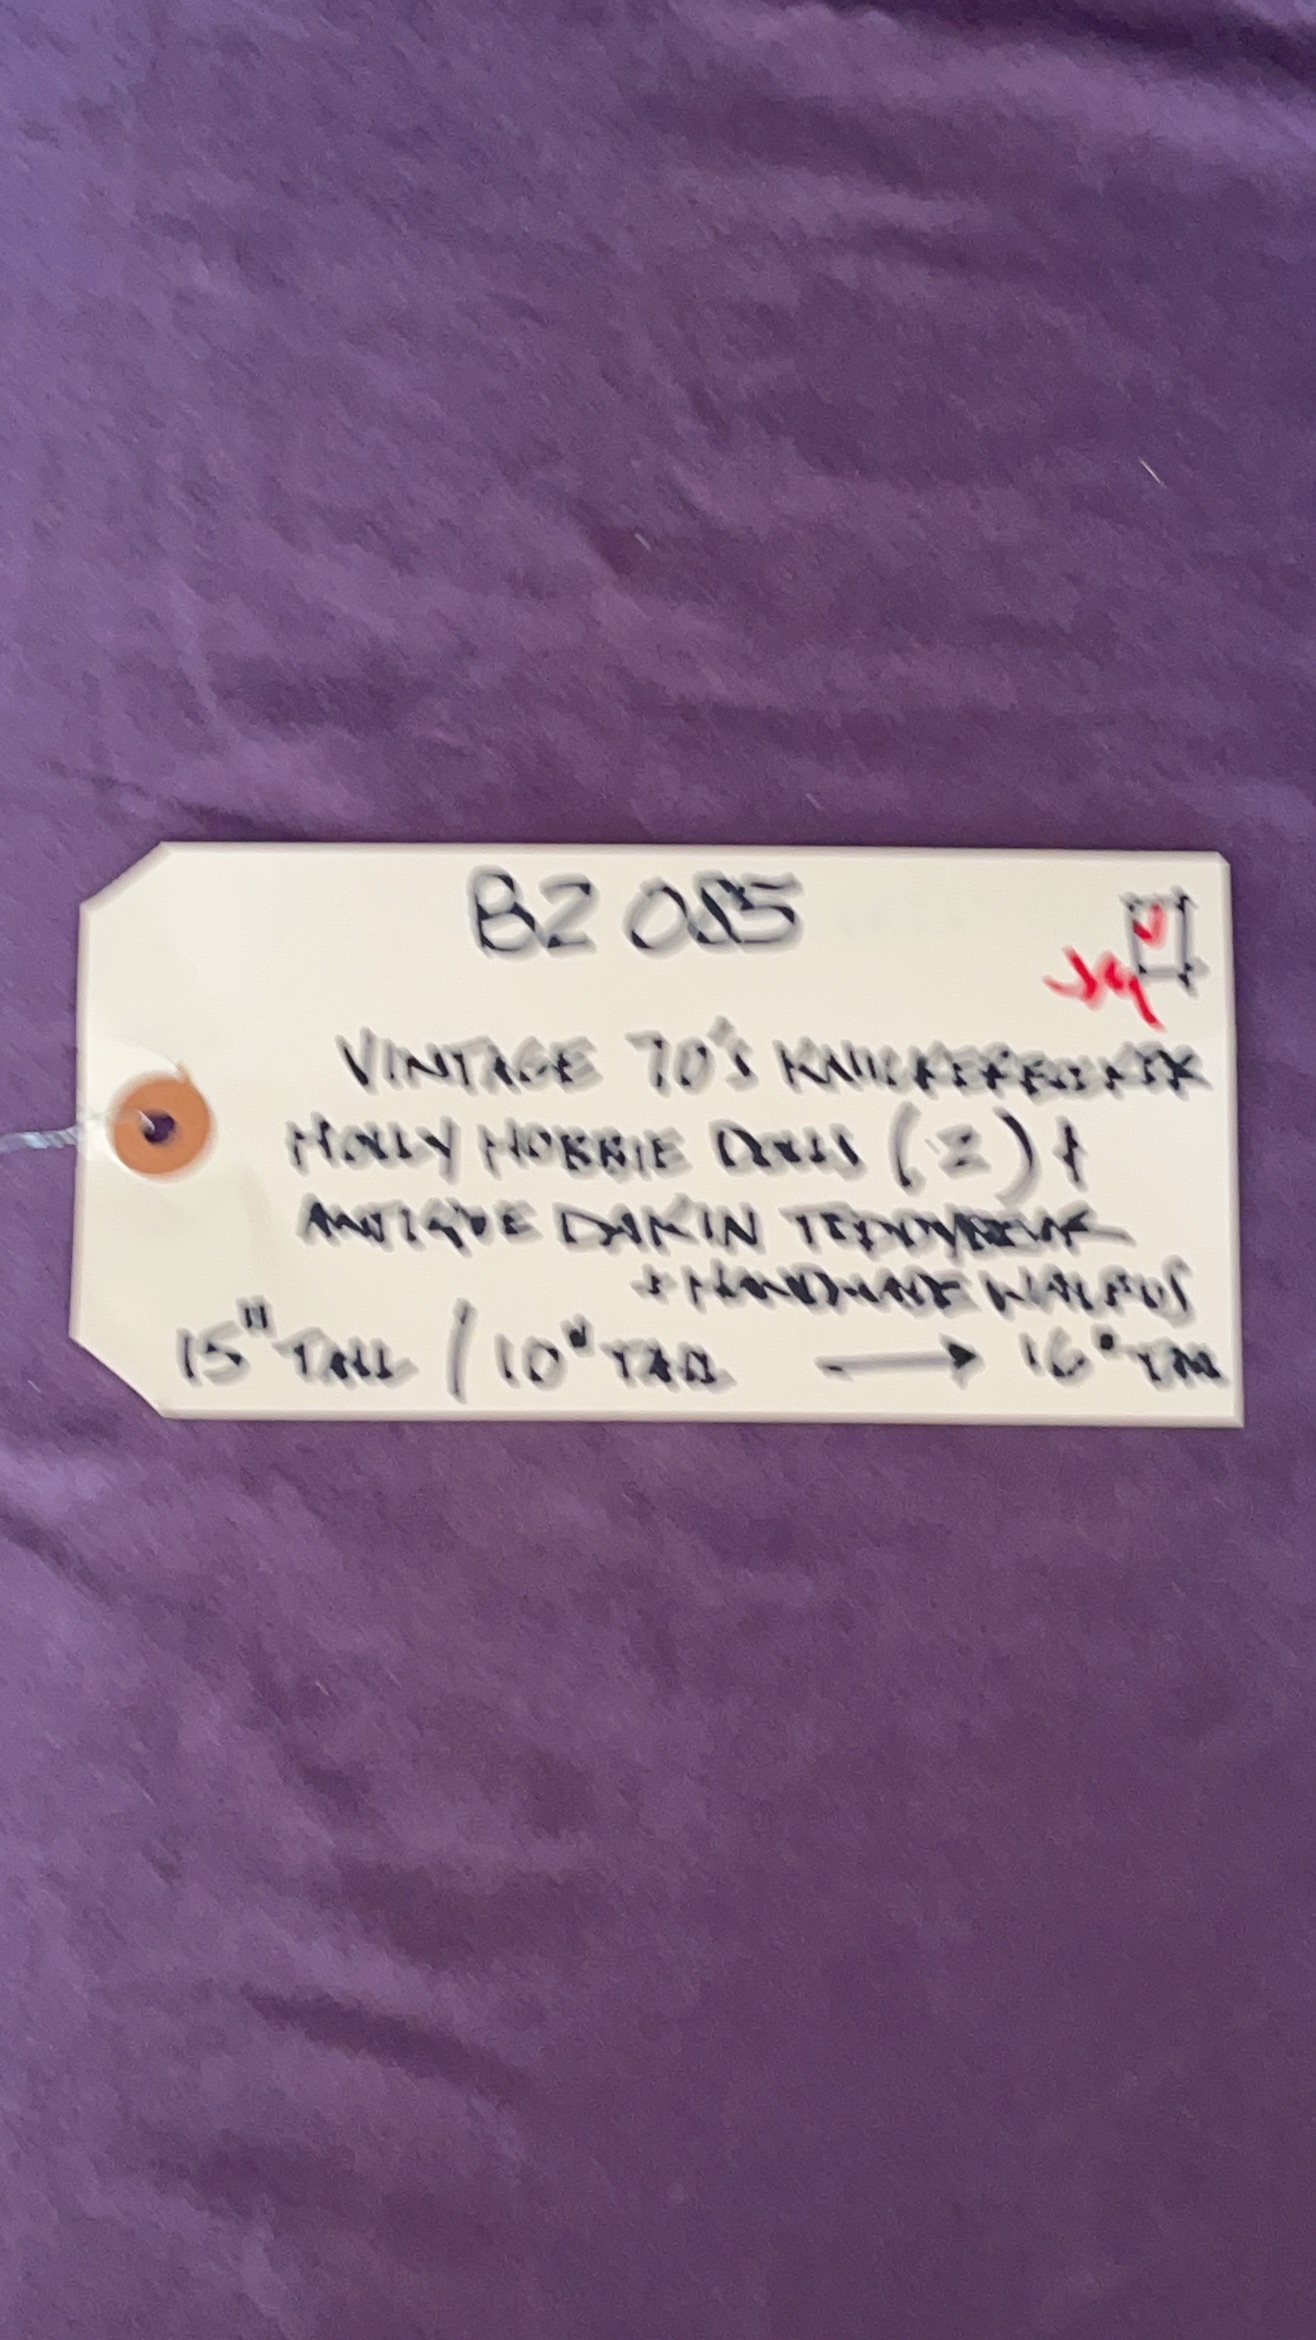 BZ 085
VINTAGE 70'S KNICKERBOCKER
HOLLY HOBBIE DOLLS (2) +
ANTIQUE DAKIN TEDDYBEAR
+ HANDMADE WALRUS
15" TALL / 10" TALL → 16" TALL